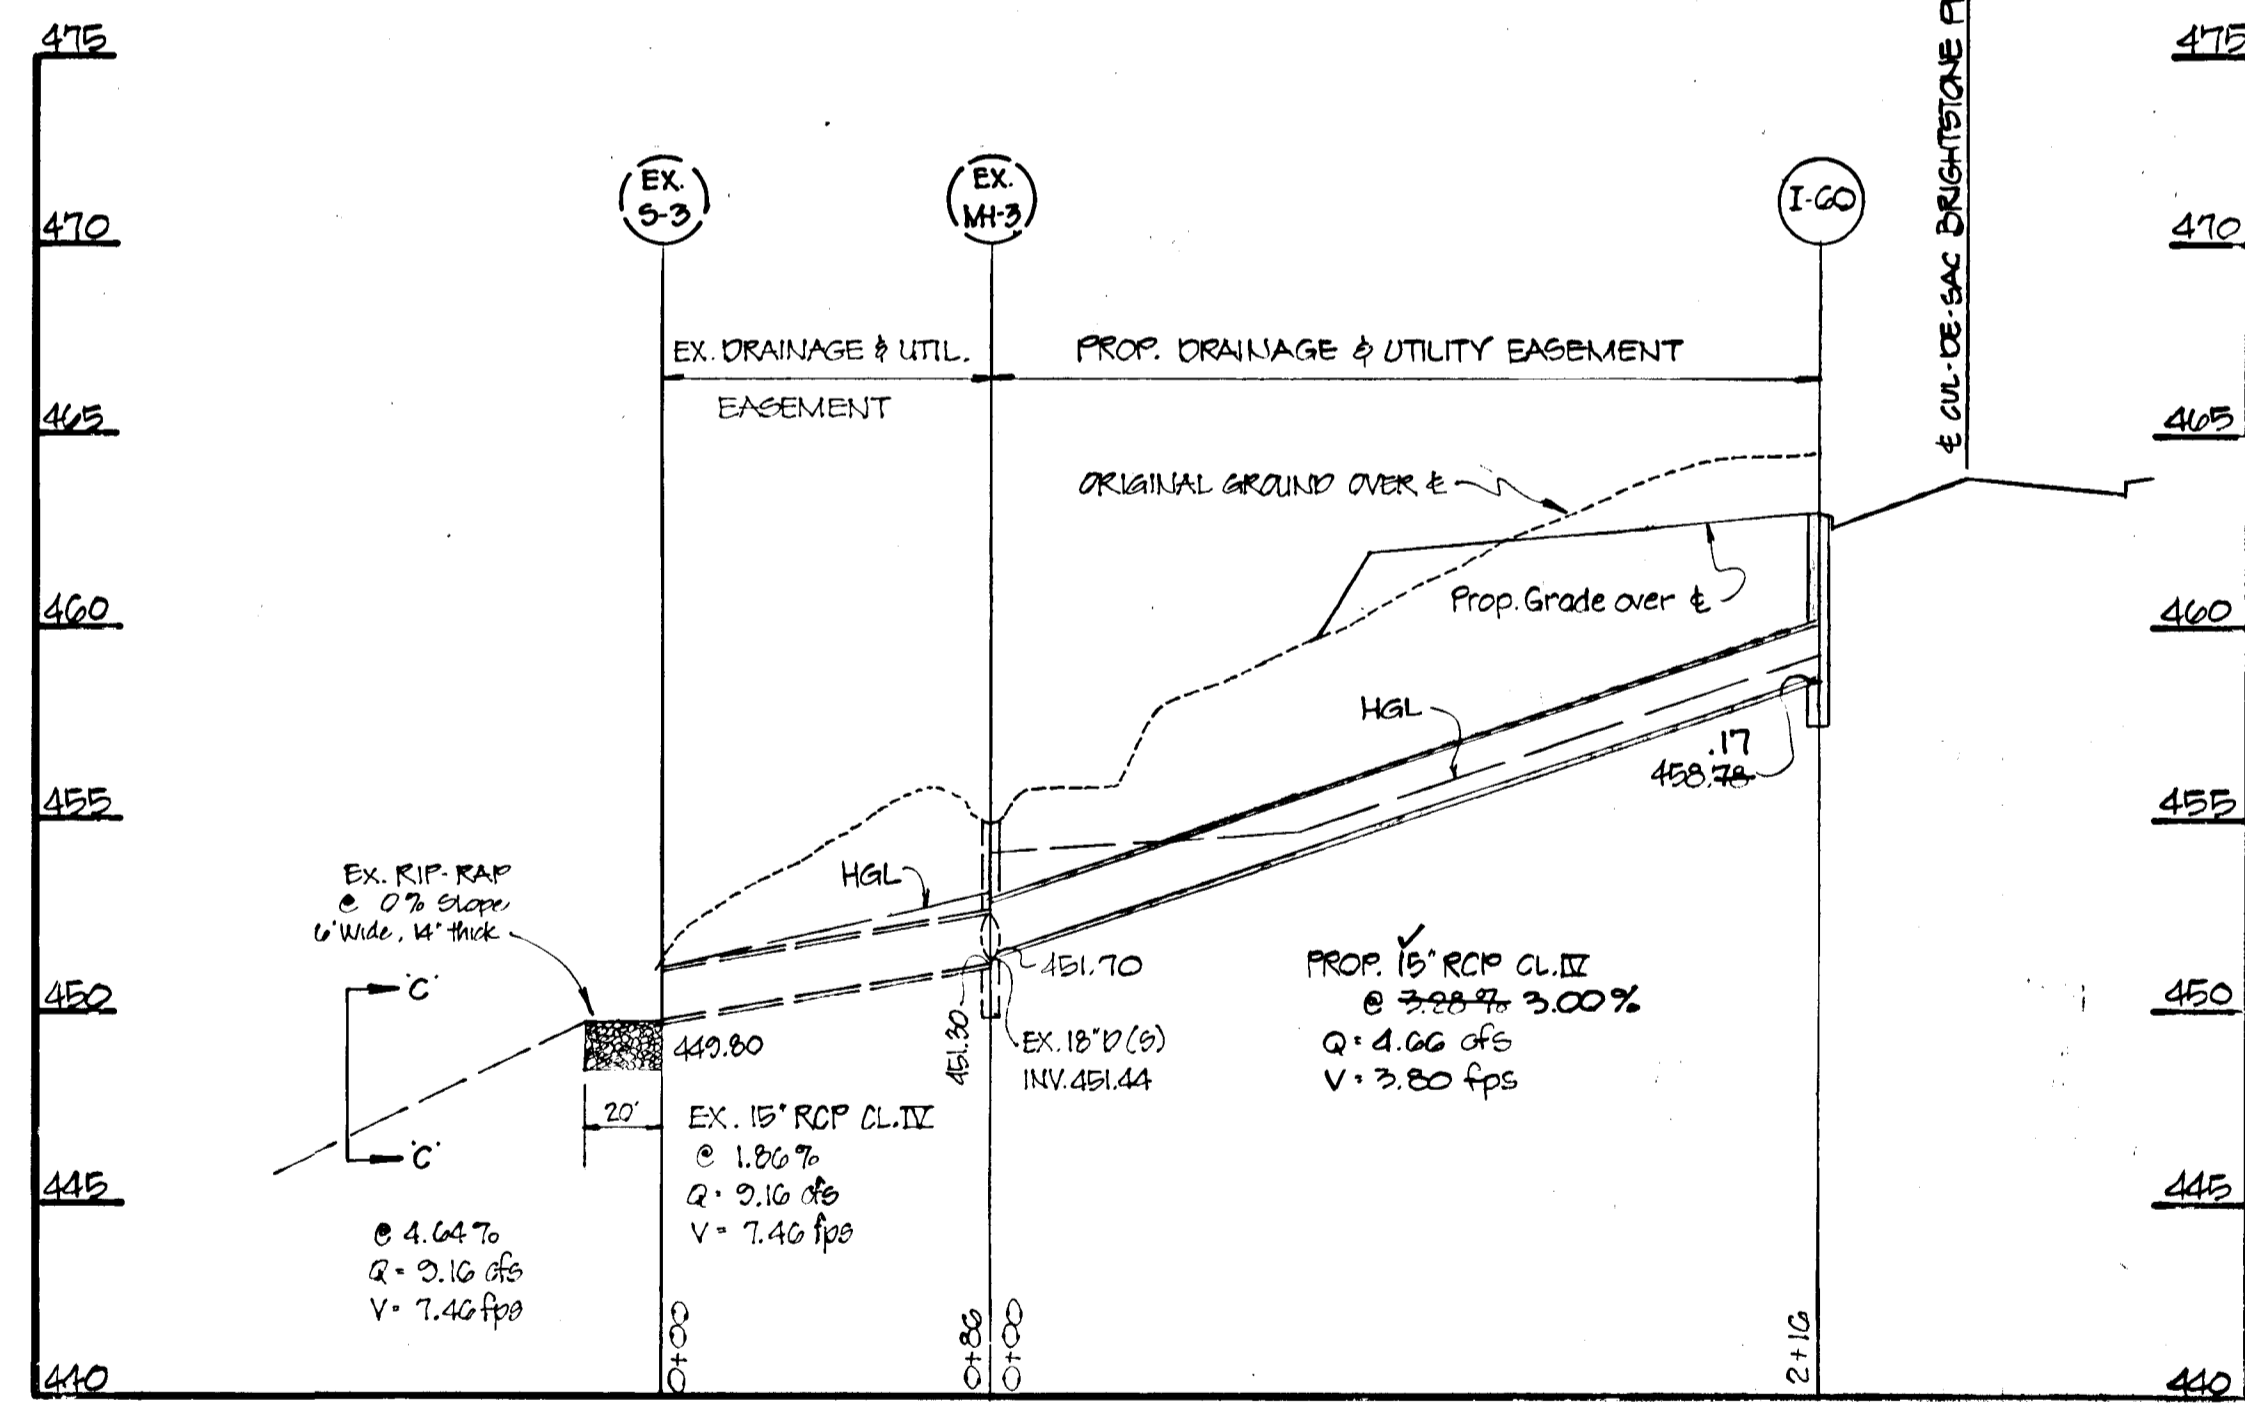 475
475
470
470
465
465
460
460
455
455
450
450
445
445
440
440
EX.
S-3
EX.
MH-3
I-60
℄ CUL-DE-SAC BRIGHTSTONE
EX. DRAINAGE & UTIL.
EASEMENT
PROP. DRAINAGE & UTILITY EASEMENT
ORIGINAL GROUND OVER ℄
Prop. Grade over ℄
HGL
.17
458.78
HGL
EX. RIP-RAP
@ 0% Slope
6' Wide, 14" thick
'C'
'C'
449.80
451.30
451.70
EX. 18" D (S)
INV. 451.44
20'
EX. 15" RCP CL. IV
@ 1.86%
Q = 9.16 cfs
V = 7.46 fps
@ 4.64%
Q = 9.16 cfs
V = 7.46 fps
PROP. 15" RCP CL. IV
@ 3.28% 3.00%
Q = 4.66 cfs
V = 3.80 fps
0+00
0+86
0+00
2+16